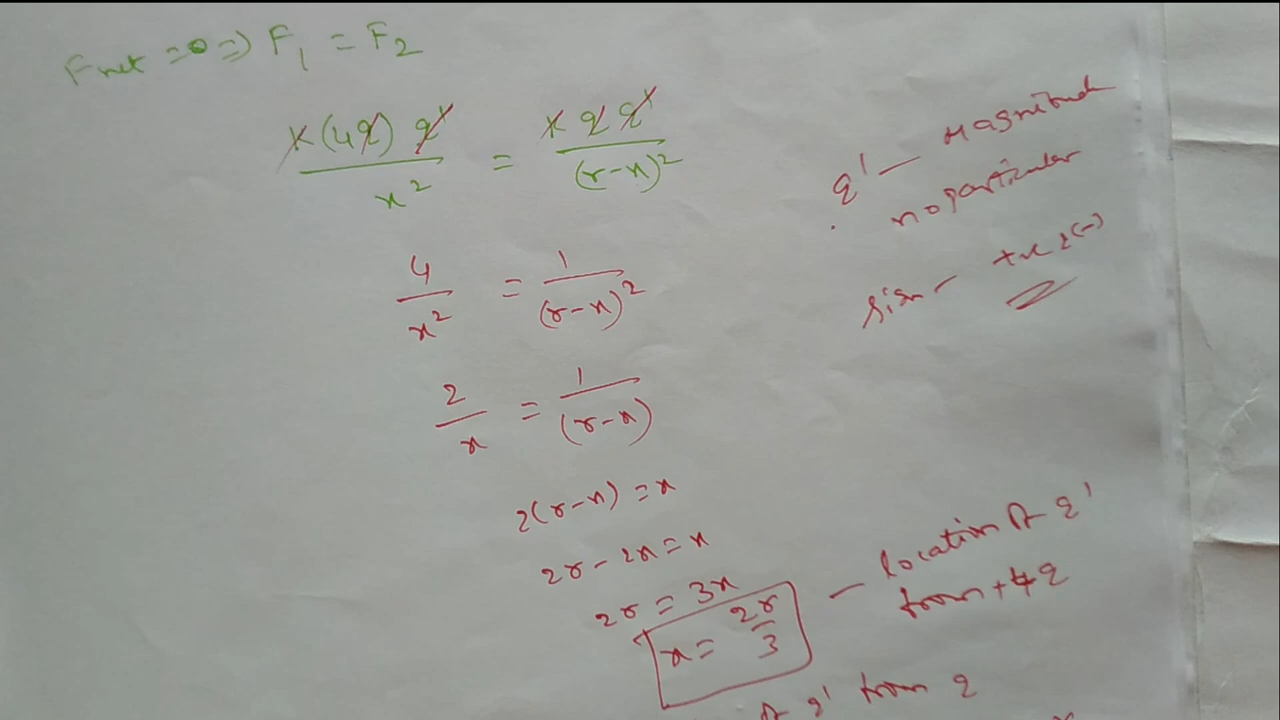 Fnet = 0 ⇒ F₁ = F₂
K(4q)q'/x² = Kqq'/(r-x)²
4/x² = 1/(r-x)²
2/x = 1/(r-x)
2(r-x) = x
2r-2x = x
2r = 3x
x = 2r/3
q' — Magnitude
no particular
Sign -
— location of q'
from +4q
of q' from q